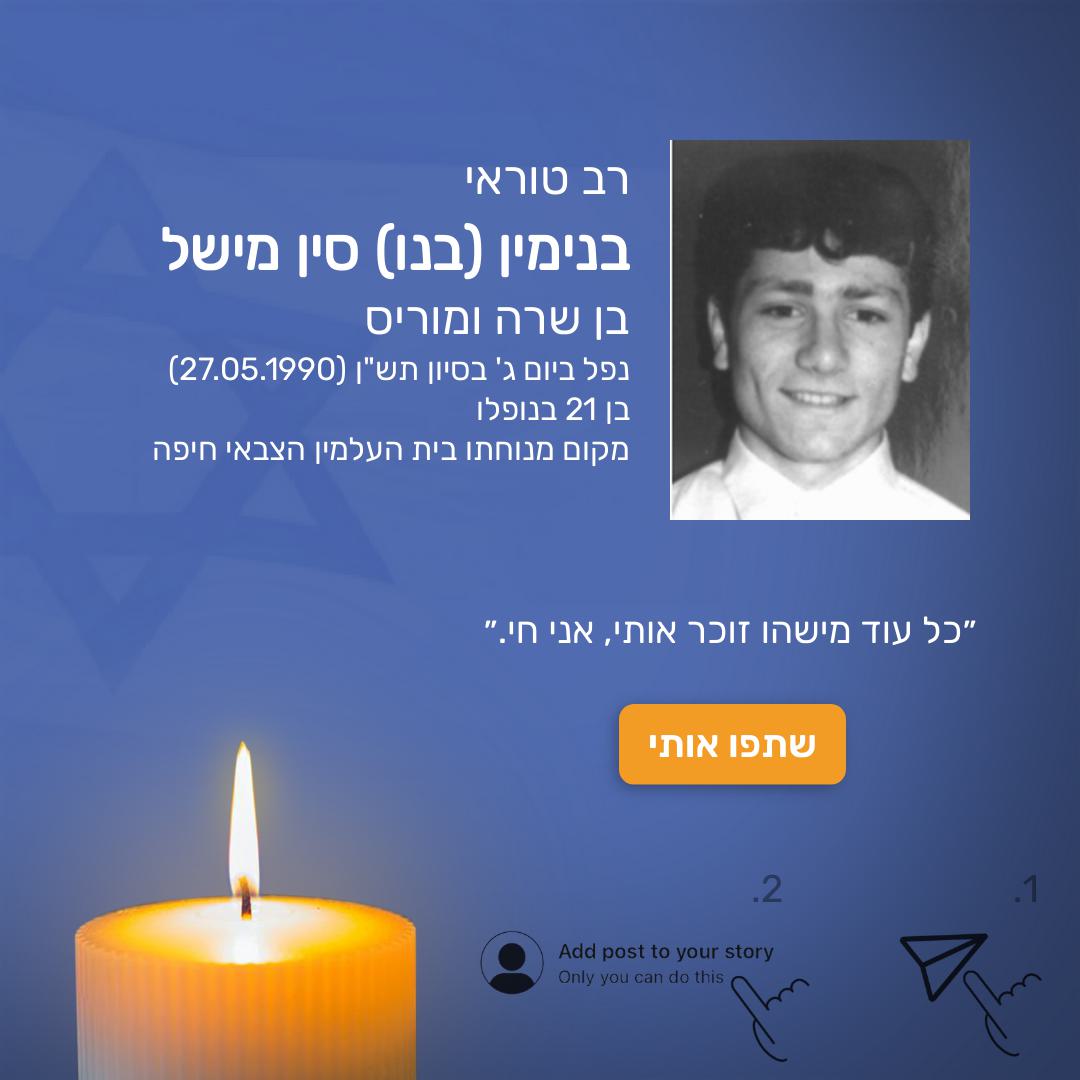 רב טוראי
בנימין (בנו) סין מישל
בן שרה ומוריס
נפל ביום ג' בסיון תש"ן (27.05.1990)
בן 21 בנופלו
מקום מנוחתו בית העלמין הצבאי חיפה
״כל עוד מישהו זוכר אותי, אני חי.״
שתפו אותי
.1
.2
Add post to your story
Only you can do this